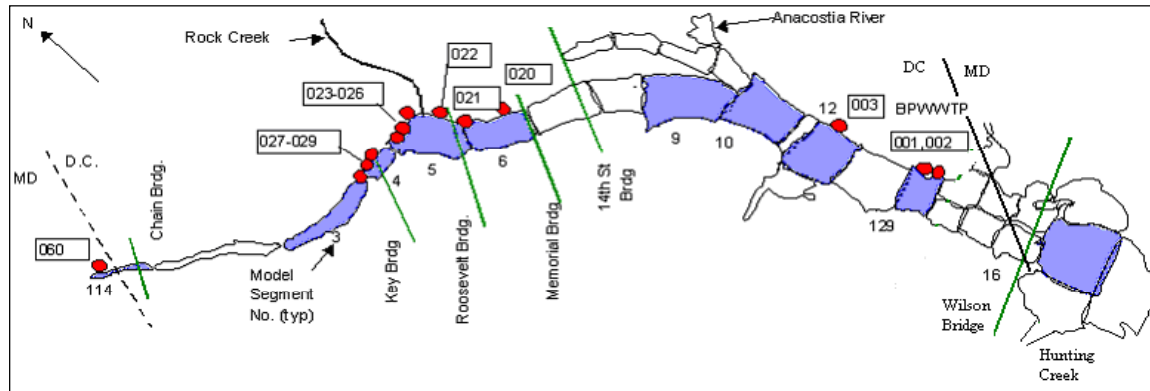 N
Rock Creek
Anacostia River
022
020
023-026
021
DC
MD
12
003
BPWWTP
027-029
001,002
9
10
5
6
4
D.C.
MD
Chain Brdg.
14th St
Brdg
129
060
3
114
Key Brdg
Roosevelt Brdg.
Memorial Brdg
Model
Segment
No. (typ)
16
Wilson
Bridge
Hunting
Creek